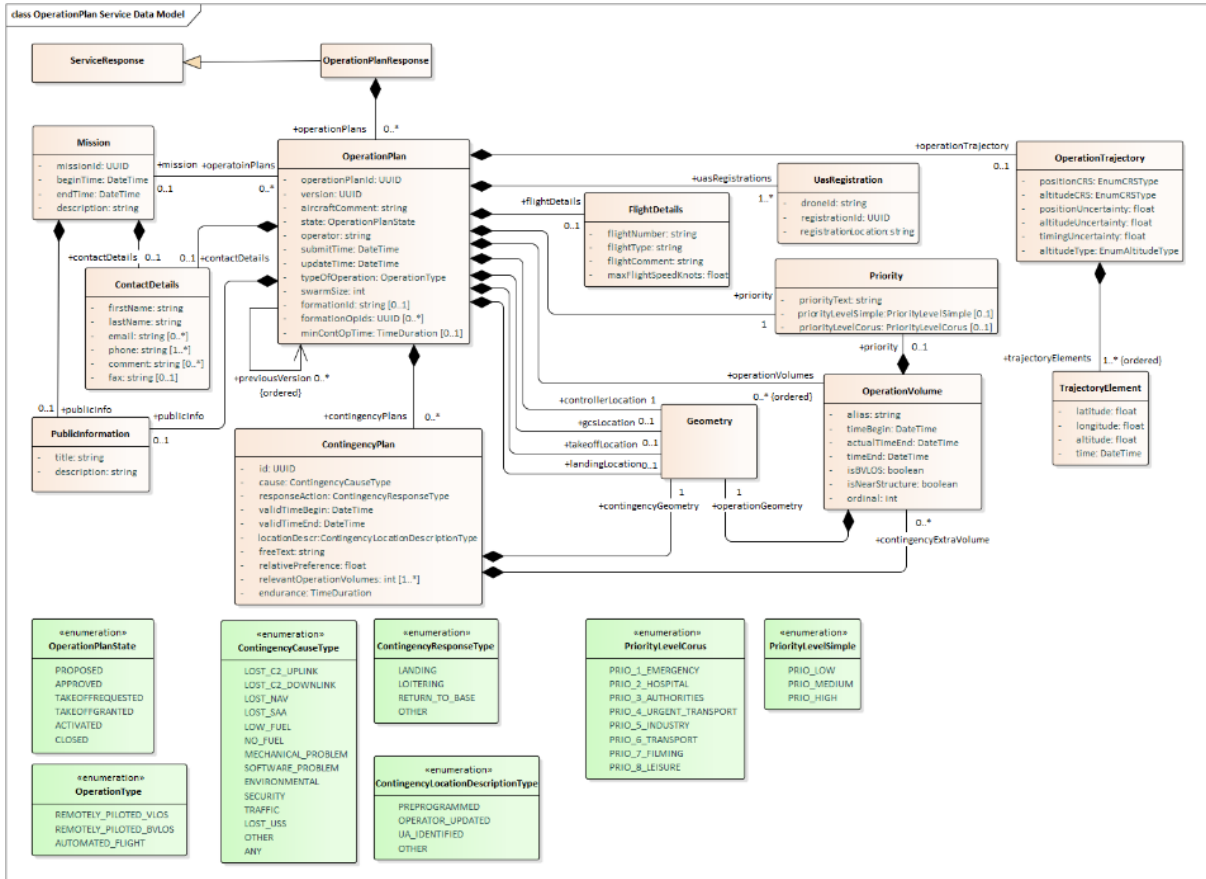 class OperationPlan Service Data Model
ServiceResponse
OperationPlanResponse
+operationPlans 0..*
Mission
- missionId: UUID
- beginTime: DateTime
- endTime: DateTime
- description: string
+mission
0..1
+operatoinPlans
0..*
OperationPlan
- operationPlanId: UUID
- version: UUID
- aircraftComment: string
- state: OperationPlanState
- operator: string
- submitTime: DateTime
- updateTime: DateTime
- typeOfOperation: OperationType
- swarmSize: int
- formationId: string [0..1]
- formationOpIds: UUID [0..*]
- minContOpTime: TimeDuration [0..1]
+operationTrajectory
0..1
OperationTrajectory
- positionCRS: EnumCRSType
- altitudeCRS: EnumCRSType
- positionUncertainty: float
- altitudeUncertainty: float
- timingUncertainty: float
- altitudeType: EnumAltitudeType
+uasRegistrations
1..*
UasRegistration
- droneId: string
- registrationId: UUID
- registrationLocation: string
+flightDetails
0..1
FlightDetails
- flightNumber: string
- flightType: string
- flightComment: string
- maxFlightSpeedKnots: float
+contactDetails 0..1
0..1 +contactDetails
ContactDetails
- firstName: string
- lastName: string
- email: string [0..*]
- phone: string [1..*]
- comment: string [0..*]
- fax: string [0..1]
+priority
1
Priority
- priorityText: string
- priorityLevelSimple: PriorityLevelSimple [0..1]
- priorityLevelCorus: PriorityLevelCorus [0..1]
+priority 0..1
+previousVersion 0..*
{ordered}
+trajectoryElements
1..* {ordered}
TrajectoryElement
- latitude: float
- longitude: float
- altitude: float
- time: DateTime
+operationVolumes
0..* {ordered}
OperationVolume
- alias: string
- timeBegin: DateTime
- actualTimeEnd: DateTime
- timeEnd: DateTime
- isBVLOS: boolean
- isNearStructure: boolean
- ordinal: int
0..1 +publicInfo
+publicInfo
0..1
PublicInformation
- title: string
- description: string
+contingencyPlans 0..*
+controllerLocation 1
+gcsLocation 0..1
+takeoffLocation 0..1
+landingLocation 0..1
Geometry
ContingencyPlan
- id: UUID
- cause: ContingencyCauseType
- responseAction: ContingencyResponseType
- validTimeBegin: DateTime
- validTimeEnd: DateTime
- locationDescr:ContingencyLocationDescriptionType
- freeText: string
- relativePreference: float
- relevantOperationVolumes: int [1..*]
- endurance: TimeDuration
1
+contingencyGeometry
1
+operationGeometry
0..*
+contingencyExtraVolume
«enumeration»
OperationPlanState
PROPOSED
APPROVED
TAKEOFFREQUESTED
TAKEOFFGRANTED
ACTIVATED
CLOSED
«enumeration»
OperationType
REMOTELY_PILOTED_VLOS
REMOTELY_PILOTED_BVLOS
AUTOMATED_FLIGHT
«enumeration»
ContingencyCauseType
LOST_C2_UPLINK
LOST_C2_DOWNLINK
LOST_NAV
LOST_SAA
LOW_FUEL
NO_FUEL
MECHANICAL_PROBLEM
SOFTWARE_PROBLEM
ENVIRONMENTAL
SECURITY
TRAFFIC
LOST_USS
OTHER
ANY
«enumeration»
ContingencyResponseType
LANDING
LOITERING
RETURN_TO_BASE
OTHER
«enumeration»
ContingencyLocationDescriptionType
PREPROGRAMMED
OPERATOR_UPDATED
UA_IDENTIFIED
OTHER
«enumeration»
PriorityLevelCorus
PRIO_1_EMERGENCY
PRIO_2_HOSPITAL
PRIO_3_AUTHORITIES
PRIO_4_URGENT_TRANSPORT
PRIO_5_INDUSTRY
PRIO_6_TRANSPORT
PRIO_7_FILMING
PRIO_8_LEISURE
«enumeration»
PriorityLevelSimple
PRIO_LOW
PRIO_MEDIUM
PRIO_HIGH